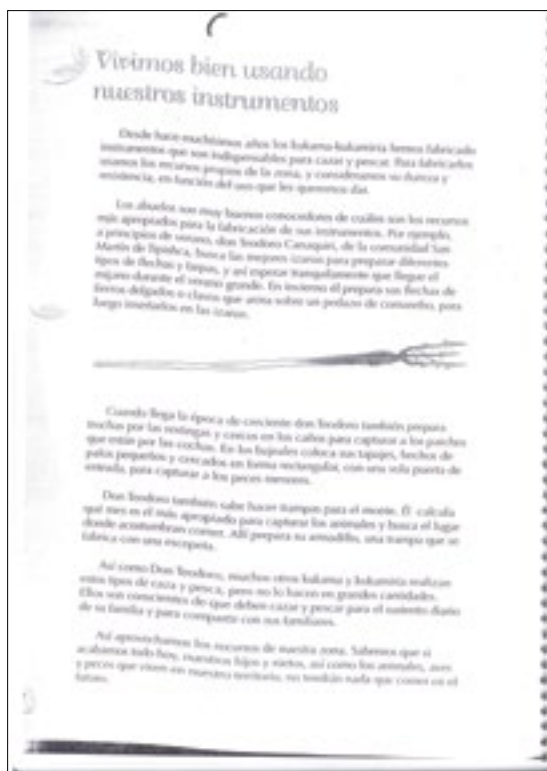 Vivimos bien usando
nuestros instrumentos
Desde hace muchísimos años los kukama-kukamiria hemos fabricado
instrumentos que son indispensables para cazar y pescar. Para fabricarlos
usamos los recursos propios de la zona, y consideramos su dureza y
resistencia, en función del uso que les queremos dar.
Los abuelos son muy buenos conocedores de cuáles son los recursos
más apropiados para la fabricación de sus instrumentos. Por ejemplo,
a principios de verano, don Teodoro Canaquiri, de la comunidad San
Martín de Tipishca, busca las mejores izanas para preparar diferentes
tipos de flechas y farpas, y así esperar tranquilamente que llegue el
mijano durante el verano grande. En invierno él prepara sus flechas de
fierros delgados o clavos que arma sobre un pedazo de para
luego insertarlos en las izanas.
Cuando llega la época de creciente don Teodoro también prepara
trochas por las restingas y cercos en los caños para capturar a los paiches
que están por las cochas. En los bajiales coloca sus tapajes, hechos de
palos pequeños y cercados en forma rectangular, con una sola puerta de
entrada, para capturar a los peces menores.
Don Teodoro también sabe hacer trampas para el monte. Él calcula
qué mes es el más apropiado para capturar los animales y busca el lugar
donde acostumbran comer. Allí prepara su armadillo, una trampa que se
fabrica con una escopeta.
Así como Don Teodoro, muchos otros kukama y kukamiria realizan
estos tipos de caza y pesca, pero no lo hacen en grandes cantidades.
Ellos son conscientes de que deben cazar y pescar para el sustento diario
de su familia y para compartir con sus familiares.
Así aprovechamos los recursos de nuestra zona. Sabemos que si
acabamos todo hoy, nuestros hijos y nietos, así como los animales, aves
y peces que viven en nuestro territorio, no tendrán nada que comer en el
futuro.